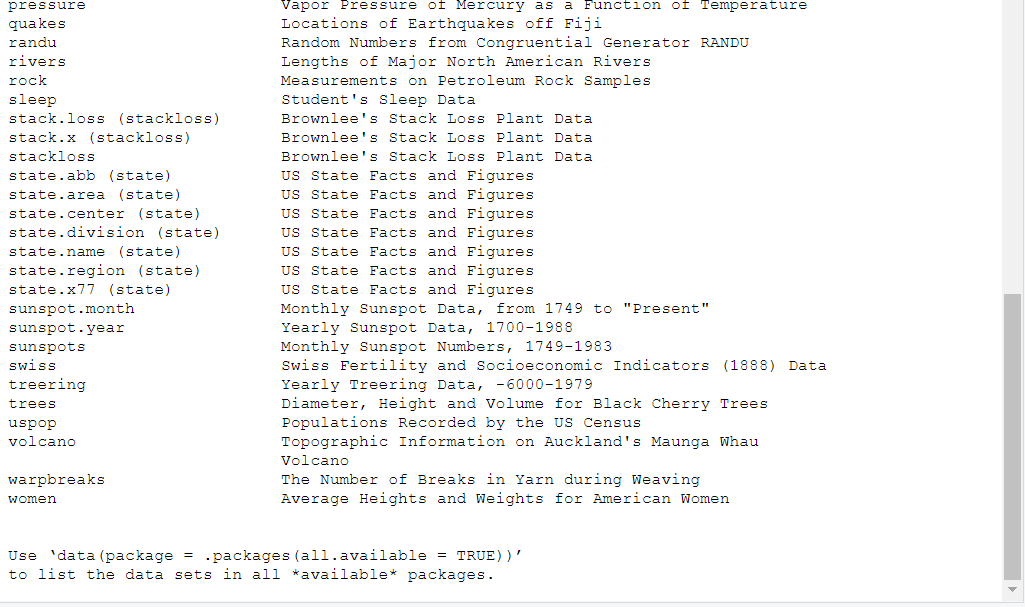 pressure                    Vapor Pressure of Mercury as a Function of Temperature
quakes                      Locations of Earthquakes off Fiji
randu                       Random Numbers from Congruential Generator RANDU
rivers                      Lengths of Major North American Rivers
rock                        Measurements on Petroleum Rock Samples
sleep                       Student's Sleep Data
stack.loss (stackloss)      Brownlee's Stack Loss Plant Data
stack.x (stackloss)         Brownlee's Stack Loss Plant Data
stackloss                   Brownlee's Stack Loss Plant Data
state.abb (state)           US State Facts and Figures
state.area (state)          US State Facts and Figures
state.center (state)        US State Facts and Figures
state.division (state)      US State Facts and Figures
state.name (state)          US State Facts and Figures
state.region (state)        US State Facts and Figures
state.x77 (state)           US State Facts and Figures
sunspot.month               Monthly Sunspot Data, from 1749 to "Present"
sunspot.year                Yearly Sunspot Data, 1700-1988
sunspots                    Monthly Sunspot Numbers, 1749-1983
swiss                       Swiss Fertility and Socioeconomic Indicators (1888) Data
treering                    Yearly Treering Data, -6000-1979
trees                       Diameter, Height and Volume for Black Cherry Trees
uspop                       Populations Recorded by the US Census
volcano                     Topographic Information on Auckland's Maunga Whau
                            Volcano
warpbreaks                  The Number of Breaks in Yarn during Weaving
women                       Average Heights and Weights for American Women
Use ‘data(package = .packages(all.available = TRUE))’
to list the data sets in all *available* packages.